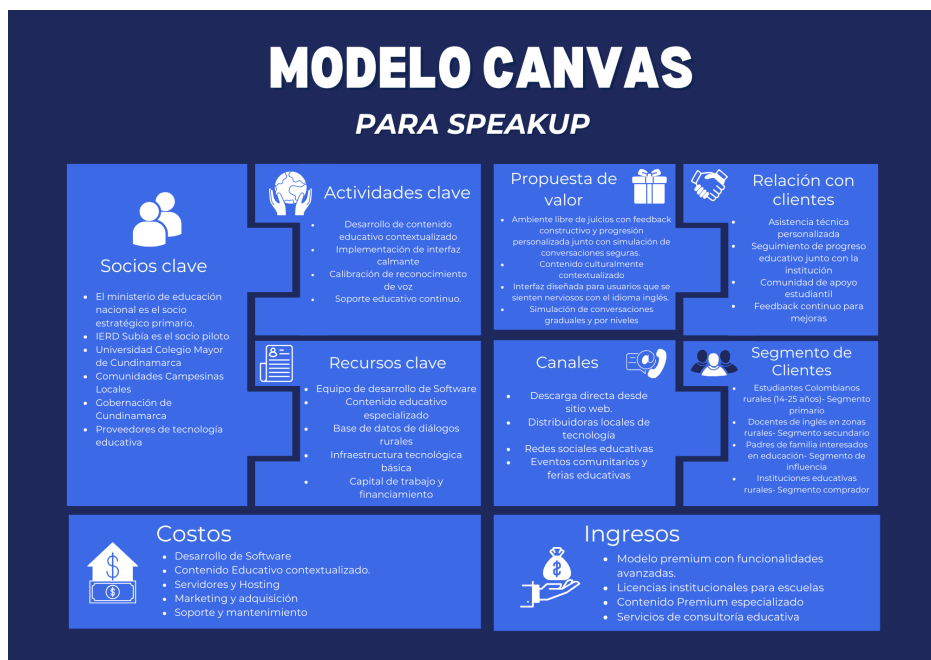 MODELO CANVAS
PARA SPEAKUP
Socios clave
• El ministerio de educación
nacional es el socio
estratégico primario.
• IERD Subía es el socio piloto
• Universidad Colegio Mayor
de Cundinamarca
• Comunidades Campesinas
Locales
• Gobernación de
Cundinamarca
• Proveedores de tecnología
educativa
Actividades clave
• Desarrollo de contenido
educativo contextualizado
• Implementación de interfaz
calmante
• Calibración de reconocimiento
de voz
• Soporte educativo continuo.
Recursos clave
• Equipo de desarrollo de Software
• Contenido educativo
especializado
• Base de datos de diálogos
rurales
• Infraestructura tecnológica
básica
• Capital de trabajo y
financiamiento
Propuesta de
valor
• Ambiente libre de juicios con feedback
constructivo y progresión
personalizada junto con simulación de
conversaciones seguras.
• Contenido culturalmente
contextualizado
• Interfaz diseñada para usuarios que se
sienten nerviosos con el idioma inglés.
• Simulación de conversaciones
graduales y por niveles
Canales
• Descarga directa desde
sitio web.
• Distribuidoras locales de
tecnología
• Redes sociales educativas
• Eventos comunitarios y
ferias educativas
Relación con
clientes
• Asistencia técnica
personalizada
• Seguimiento de progreso
educativo junto con la
institución
• Comunidad de apoyo
estudiantil
• Feedback continuo para
mejoras
Segmento de
Clientes
• Estudiantes Colombianos
rurales (14-25 años)- Segmento
primario
• Docentes de inglés en zonas
rurales- Segmento secundario
• Padres de familia interesados
en educación- Segmento de
influencia
• Instituciones educativas
rurales- Segmento comprador
Costos
• Desarrollo de Software
• Contenido Educativo contextualizado.
• Servidores y Hosting
• Marketing y adquisición
• Soporte y mantenimiento
Ingresos
• Modelo premium con funcionalidades
avanzadas.
• Licencias institucionales para escuelas
• Contenido Premium especializado
• Servicios de consultoría educativa